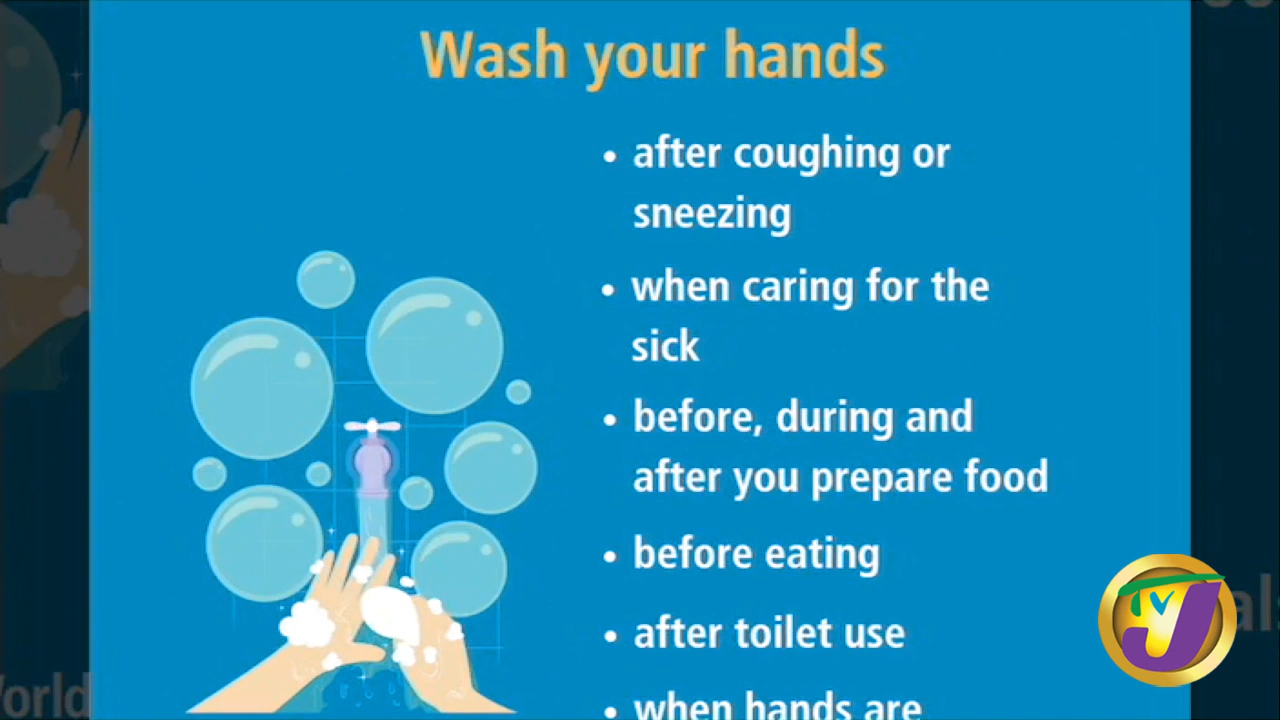 Wash your hands
• after coughing or
sneezing
• when caring for the
sick
• before, during and
after you prepare food
• before eating
• after toilet use
• when hands are
TVJ